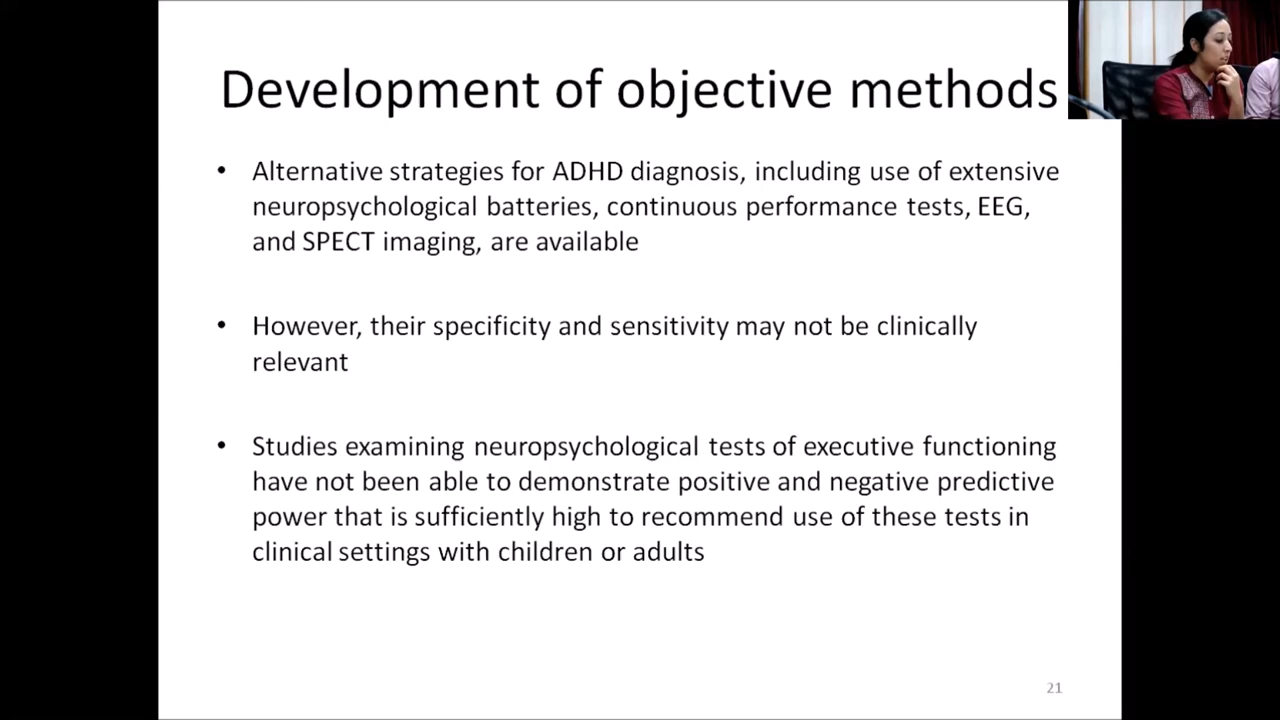 Development of objective methods
• Alternative strategies for ADHD diagnosis, including use of extensive
neuropsychological batteries, continuous performance tests, EEG,
and SPECT imaging, are available
• However, their specificity and sensitivity may not be clinically
relevant
• Studies examining neuropsychological tests of executive functioning
have not been able to demonstrate positive and negative predictive
power that is sufficiently high to recommend use of these tests in
clinical settings with children or adults
21